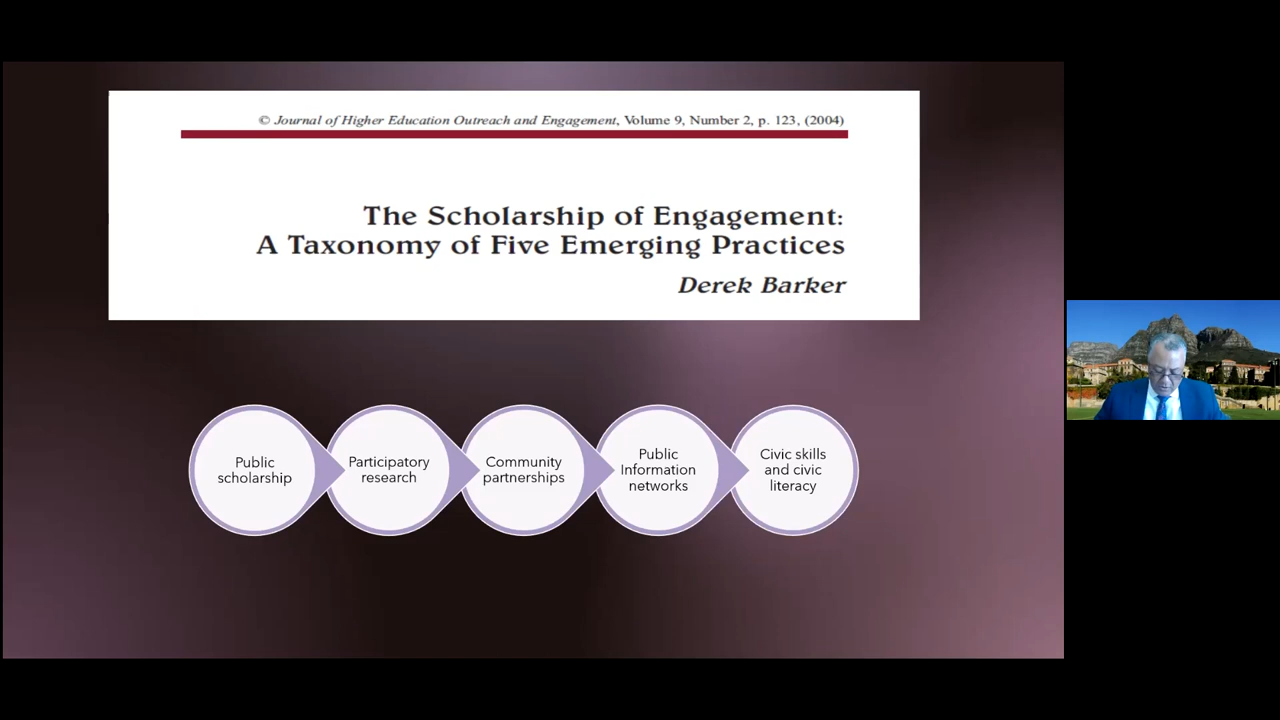 © Journal of Higher Education Outreach and Engagement, Volume 9, Number 2, p. 123, (2004)
The Scholarship of Engagement:
A Taxonomy of Five Emerging Practices
Derek Barker
Public
scholarship
Participatory
research
Community
partnerships
Public
Information
networks
Civic skills
and civic
literacy